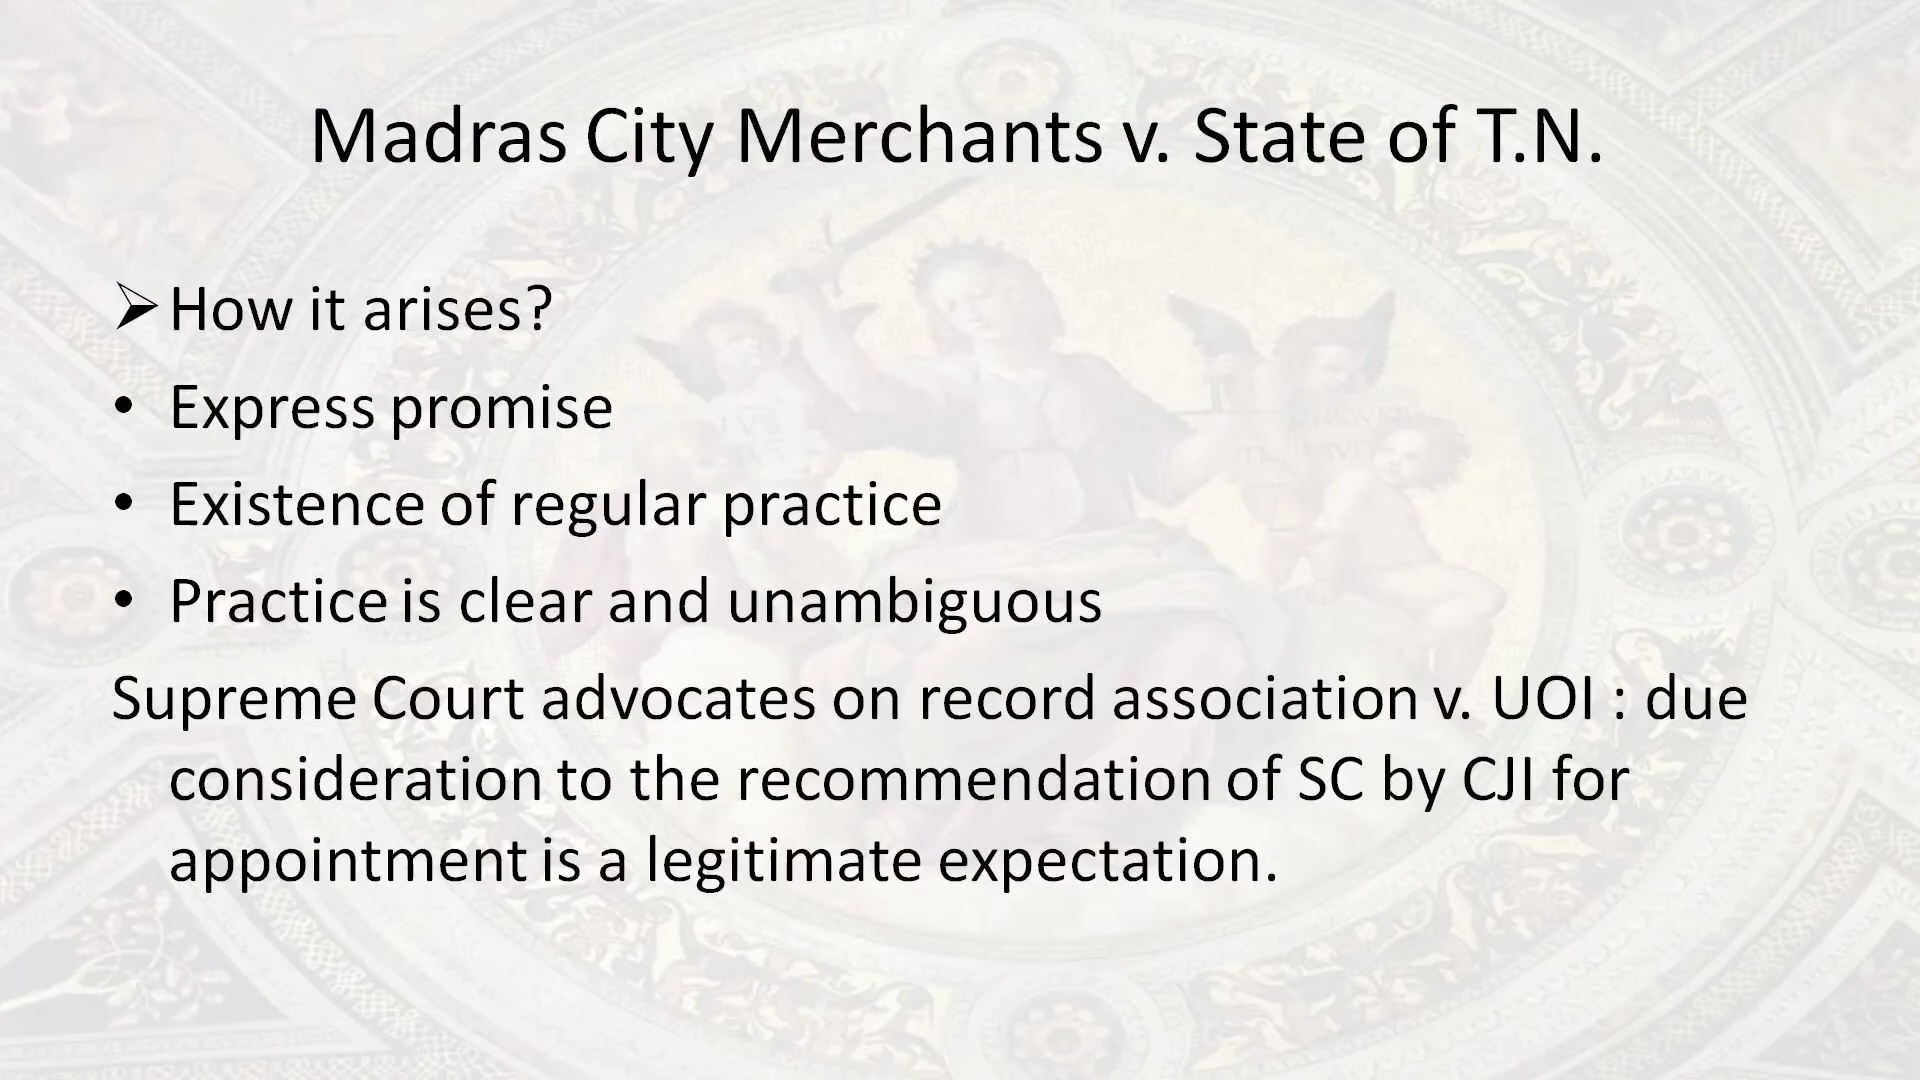 Madras City Merchants v. State of T.N.
➢ How it arises?
• Express promise
• Existence of regular practice
• Practice is clear and unambiguous
Supreme Court advocates on record association v. UOI : due
consideration to the recommendation of SC by CJI for
appointment is a legitimate expectation.